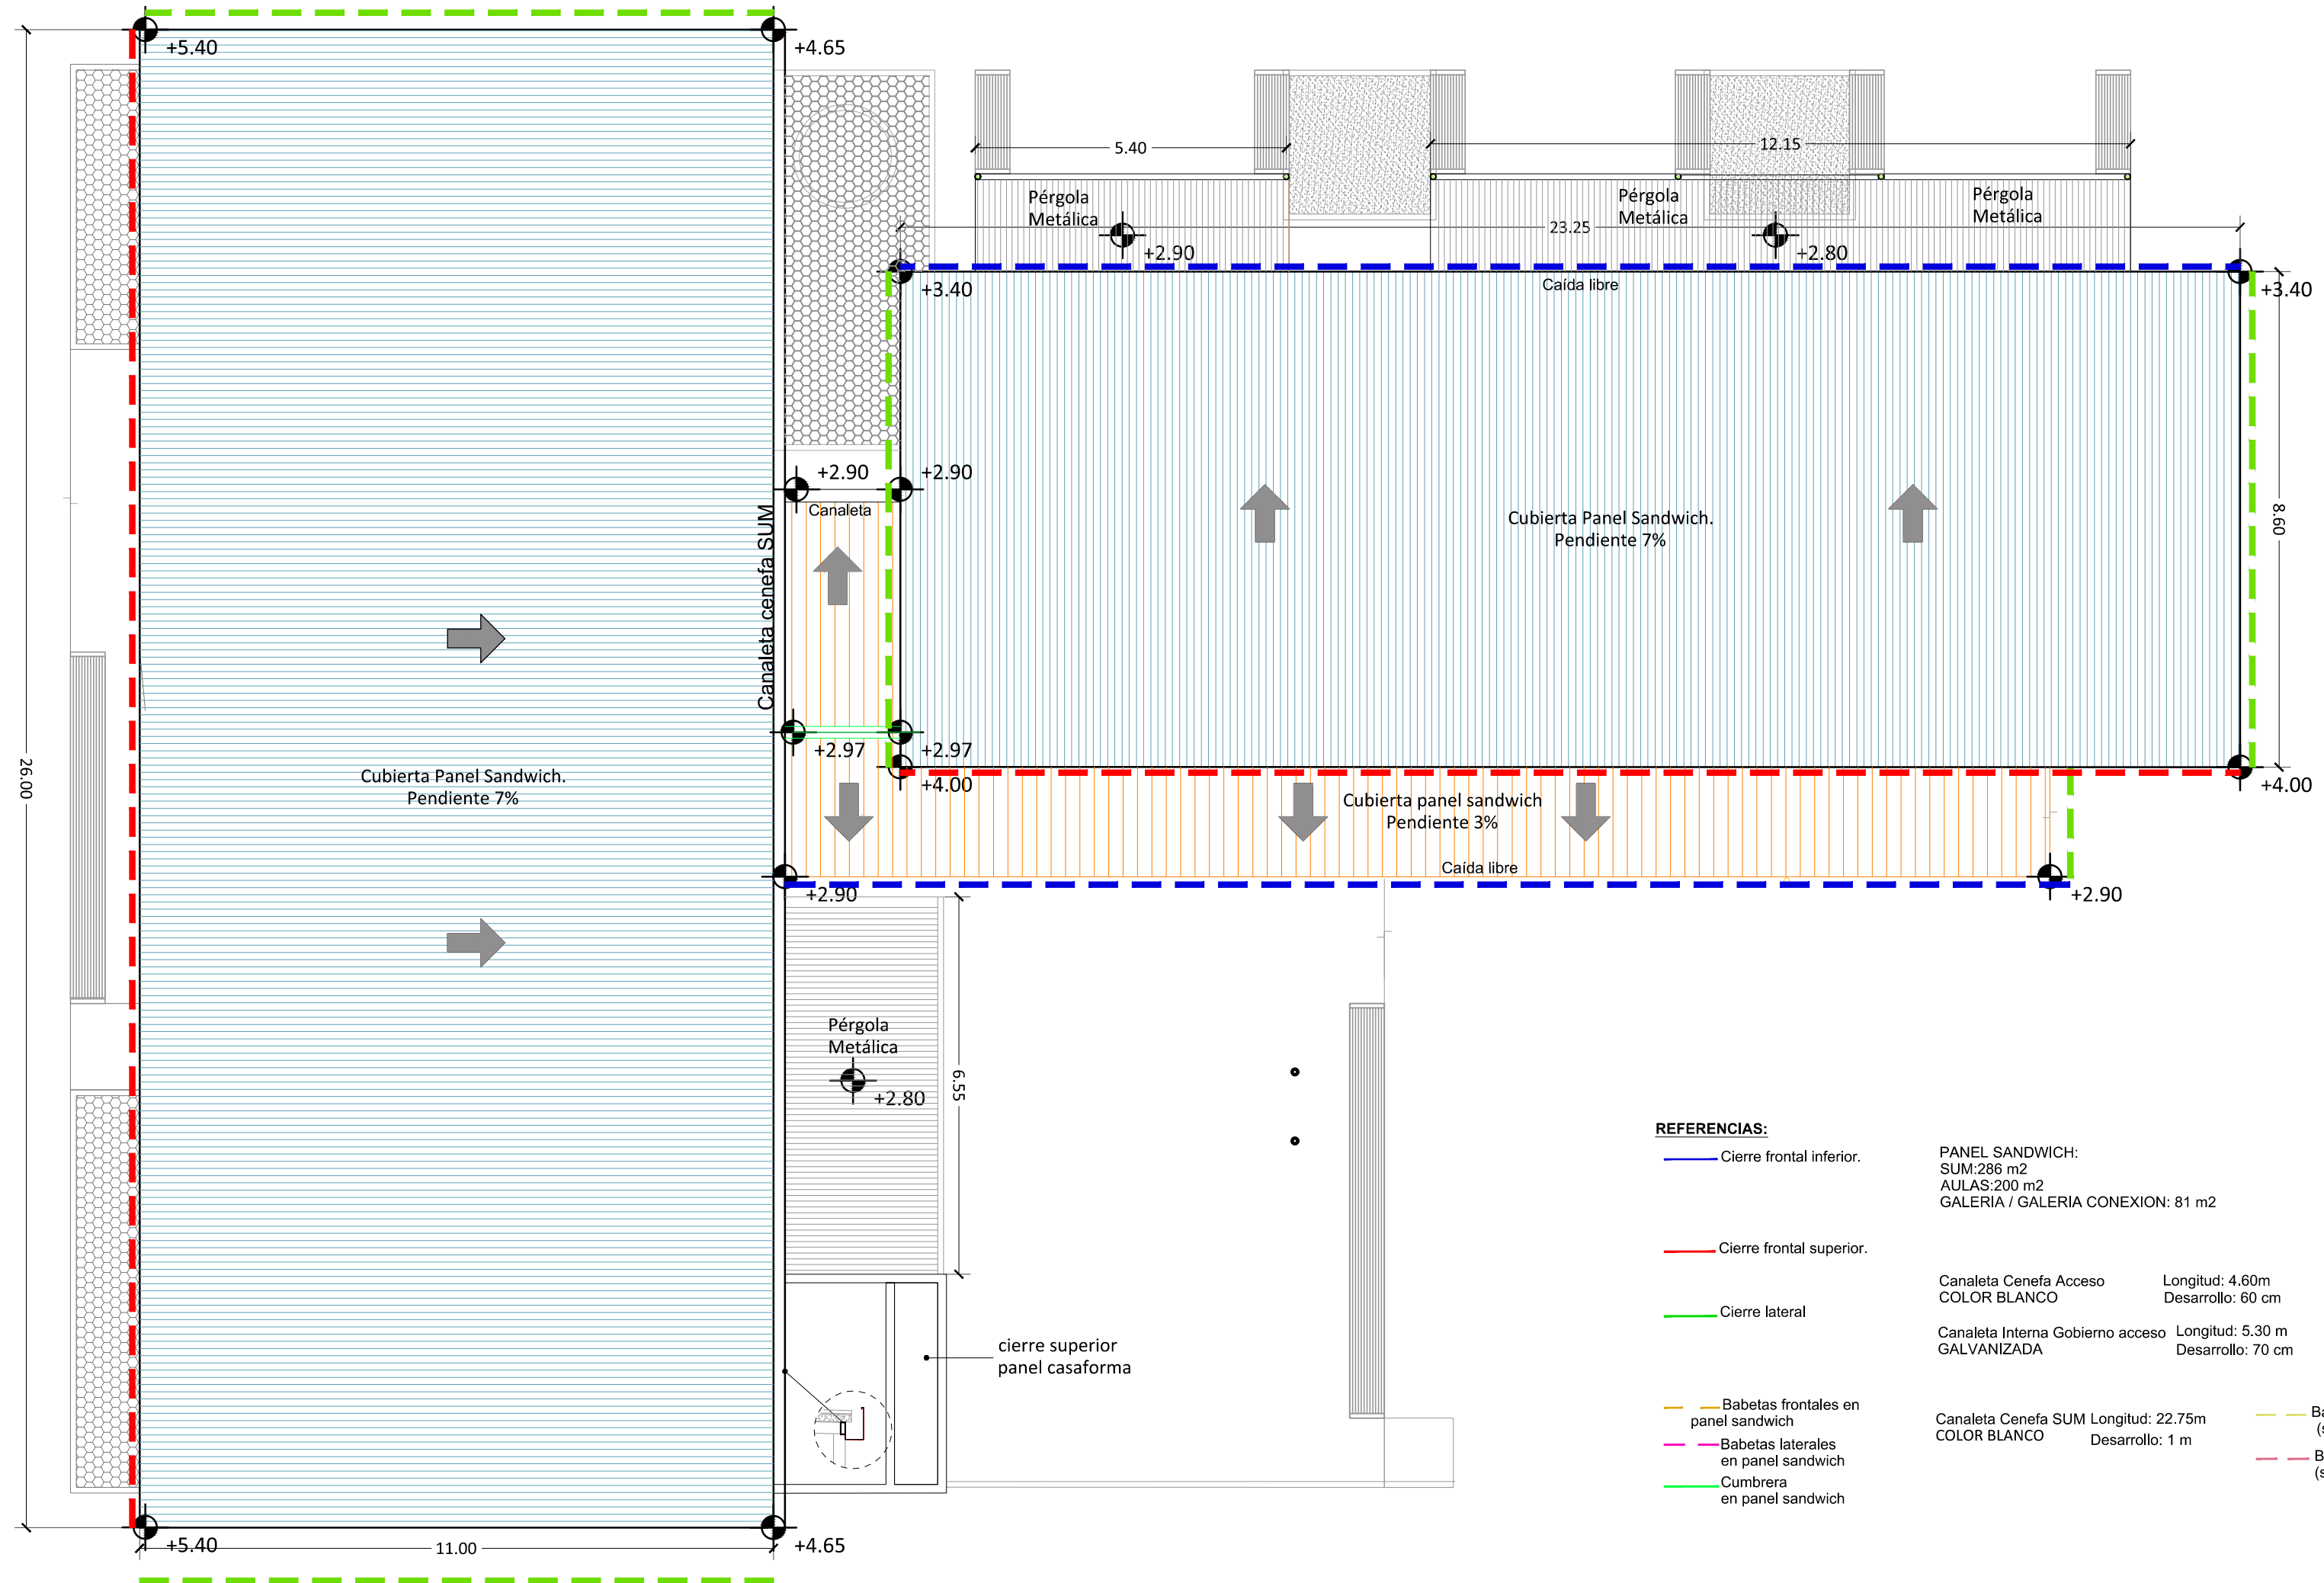 +5.40
+4.65
5.40
12.15
Pérgola
Metálica
Pérgola
Metálica
Pérgola
Metálica
23.25
+2.90
+2.80
+3.40
Caída libre
+3.40
+2.90
+2.90
Canaleta
Canaleta cenefa SUM
Cubierta Panel Sandwich.
Pendiente 7%
8.60
+2.97
+2.97
+4.00
+4.00
26.00
Cubierta Panel Sandwich.
Pendiente 7%
Cubierta panel sandwich
Pendiente 3%
Caída libre
+2.90
+2.90
Pérgola
Metálica
+2.80
6.55
cierre superior
panel casaforma
+5.40
11.00
+4.65
REFERENCIAS:
Cierre frontal inferior.
PANEL SANDWICH:
SUM:286 m2
AULAS:200 m2
GALERIA / GALERIA CONEXION: 81 m2
Cierre frontal superior.
Canaleta Cenefa Acceso Longitud: 4.60m
COLOR BLANCO Desarrollo: 60 cm
Cierre lateral
Canaleta Interna Gobierno acceso Longitud: 5.30 m
GALVANIZADA Desarrollo: 70 cm
Babetas frontales en
panel sandwich
Canaleta Cenefa SUM Longitud: 22.75m
COLOR BLANCO Desarrollo: 1 m
Babetas laterales
en panel sandwich
Cumbrera
en panel sandwich